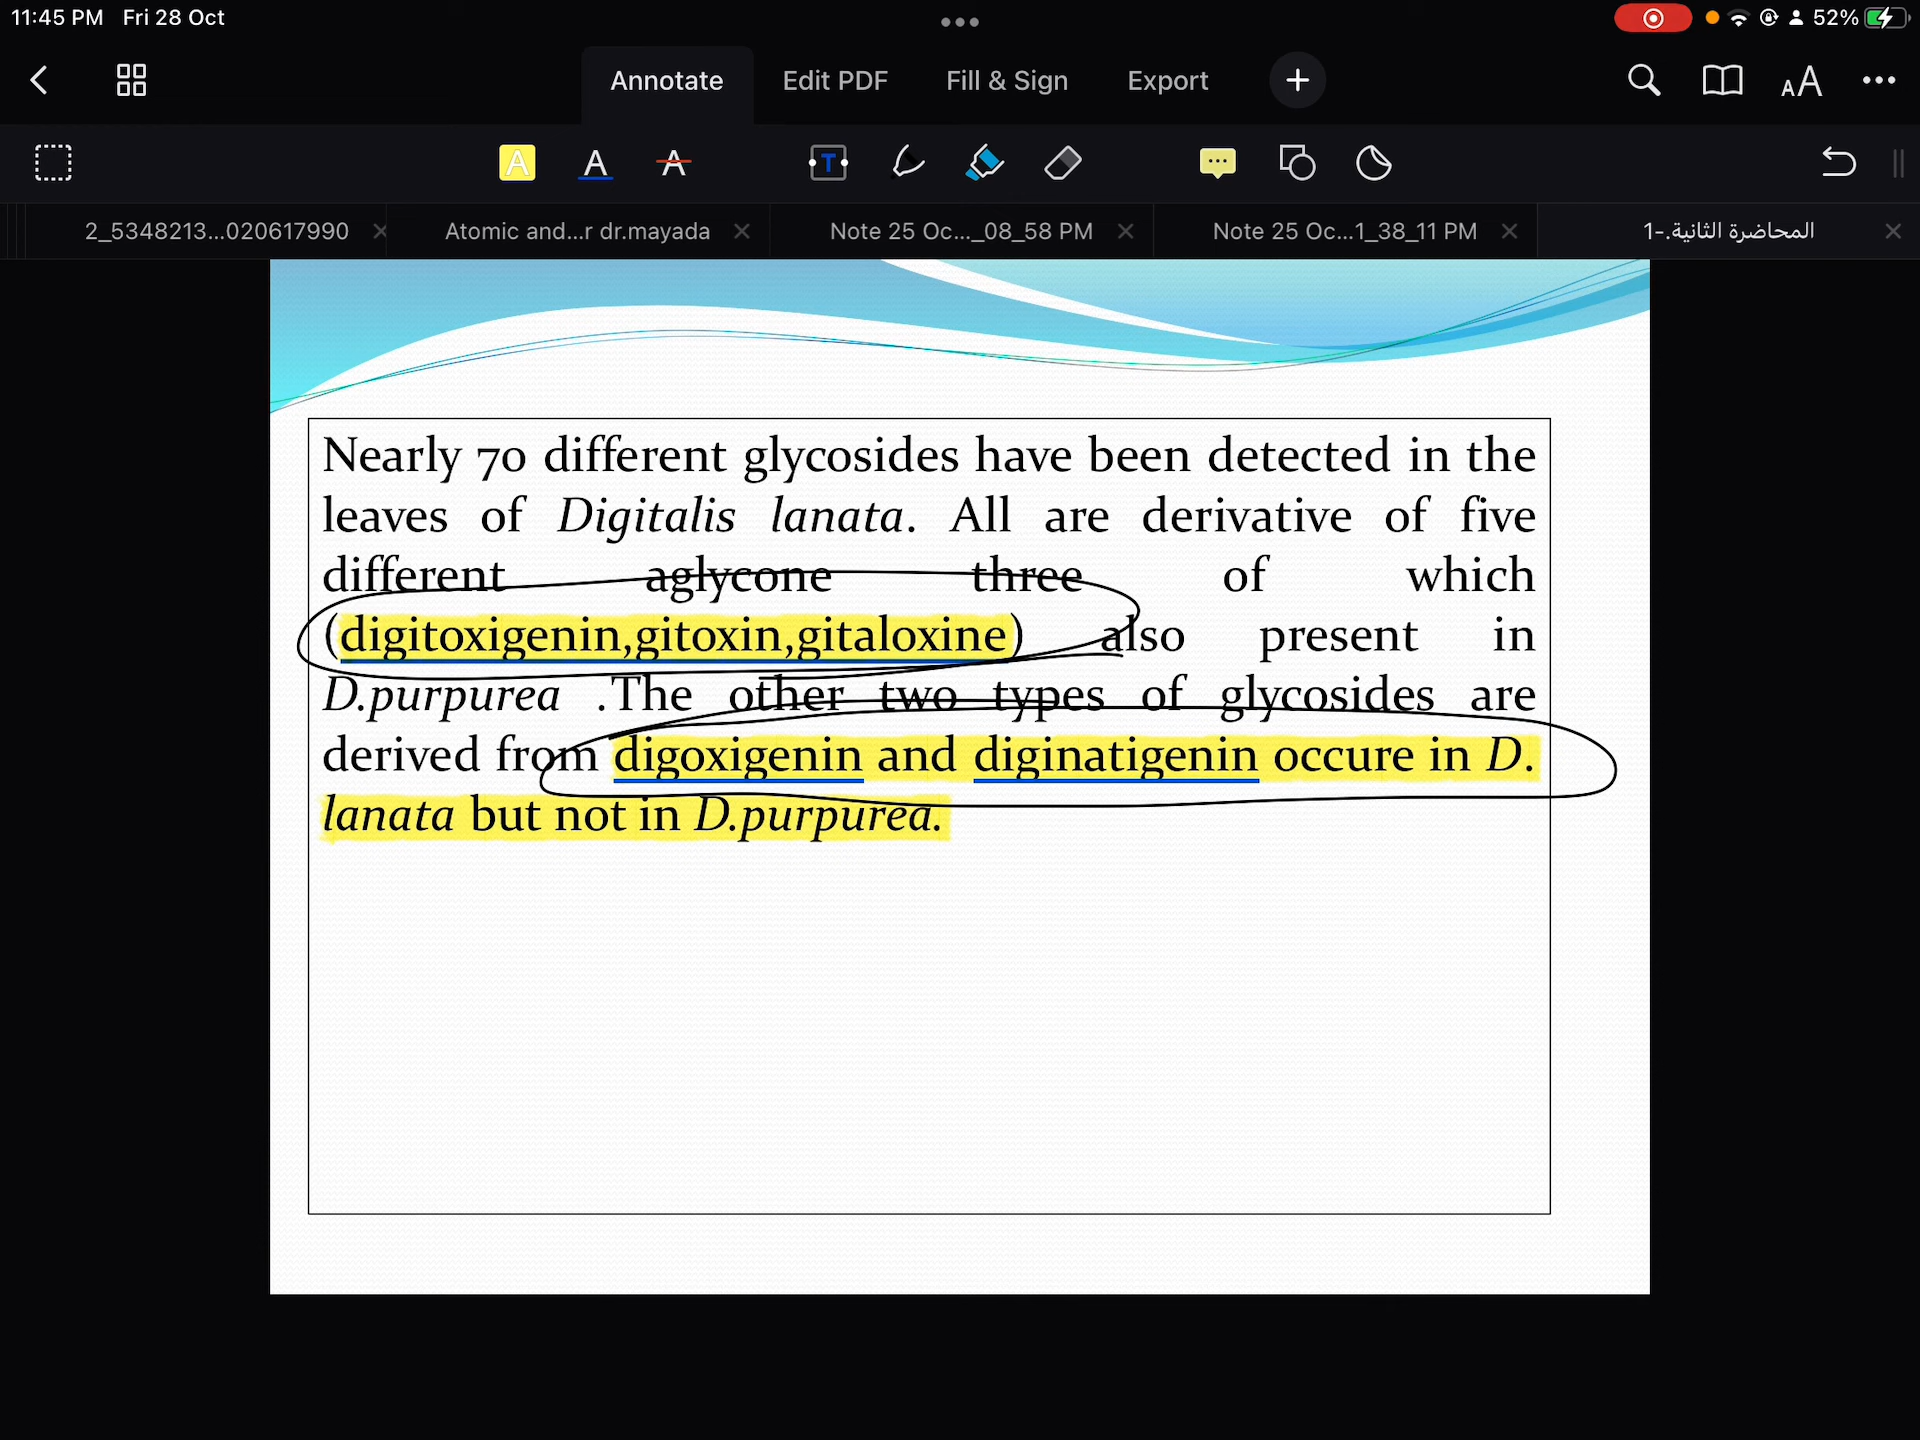 11:45 PM Fri 28 Oct
52%
Annotate Edit PDF Fill & Sign Export
AA
A A A T
2_5348213...020617990 Atomic and...r dr.mayada Note 25 Oc..._08_58 PM Note 25 Oc...1_38_11 PM المحاضرة الثانية.-1
Nearly 70 different glycosides have been detected in the
leaves of Digitalis lanata. All are derivative of five
different aglycone three of which
(digitoxigenin,gitoxin,gitaloxine) also present in
D.purpurea .The other two types of glycosides are
derived from digoxigenin and diginatigenin occure in D.
lanata but not in D.purpurea.